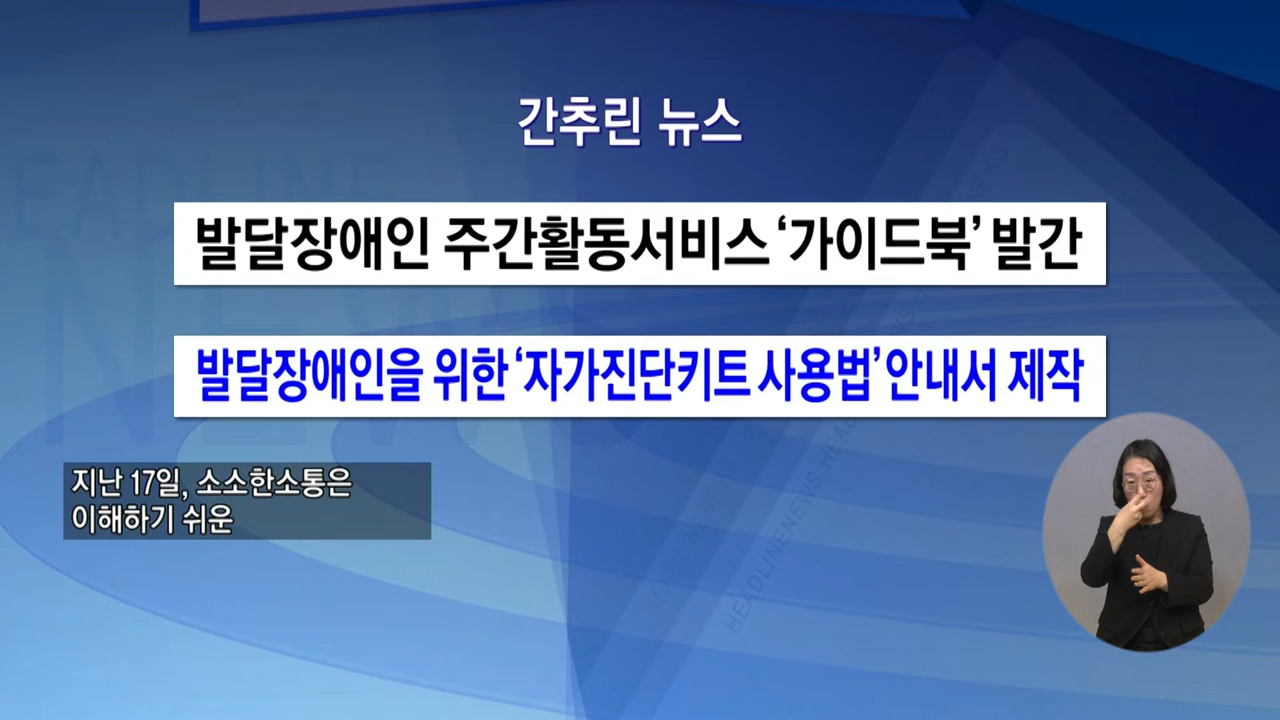 간추린 뉴스
발달장애인 주간활동서비스 ‘가이드북’ 발간
발달장애인을 위한 ‘자가진단키트 사용법’ 안내서 제작
지난 17일, 소소한소통은
이해하기 쉬운
HEADLINENEWS